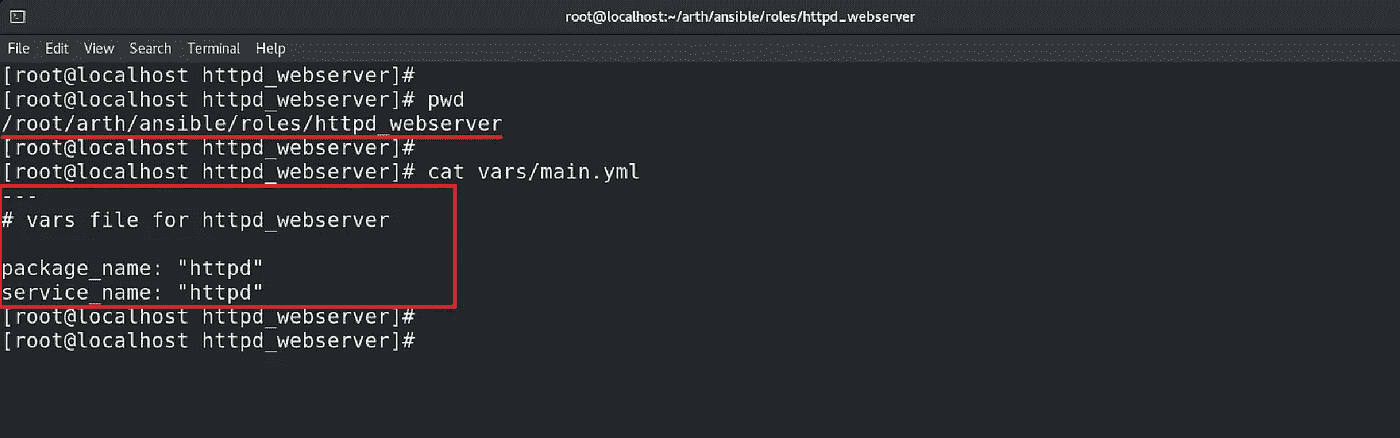 root@localhost:~/arth/ansible/roles/httpd_webserver
File Edit View Search Terminal Help
[root@localhost httpd_webserver]#
[root@localhost httpd_webserver]# pwd
/root/arth/ansible/roles/httpd_webserver
[root@localhost httpd_webserver]#
[root@localhost httpd_webserver]# cat vars/main.yml
---
# vars file for httpd_webserver
package_name: "httpd"
service_name: "httpd"
[root@localhost httpd_webserver]#
[root@localhost httpd_webserver]#